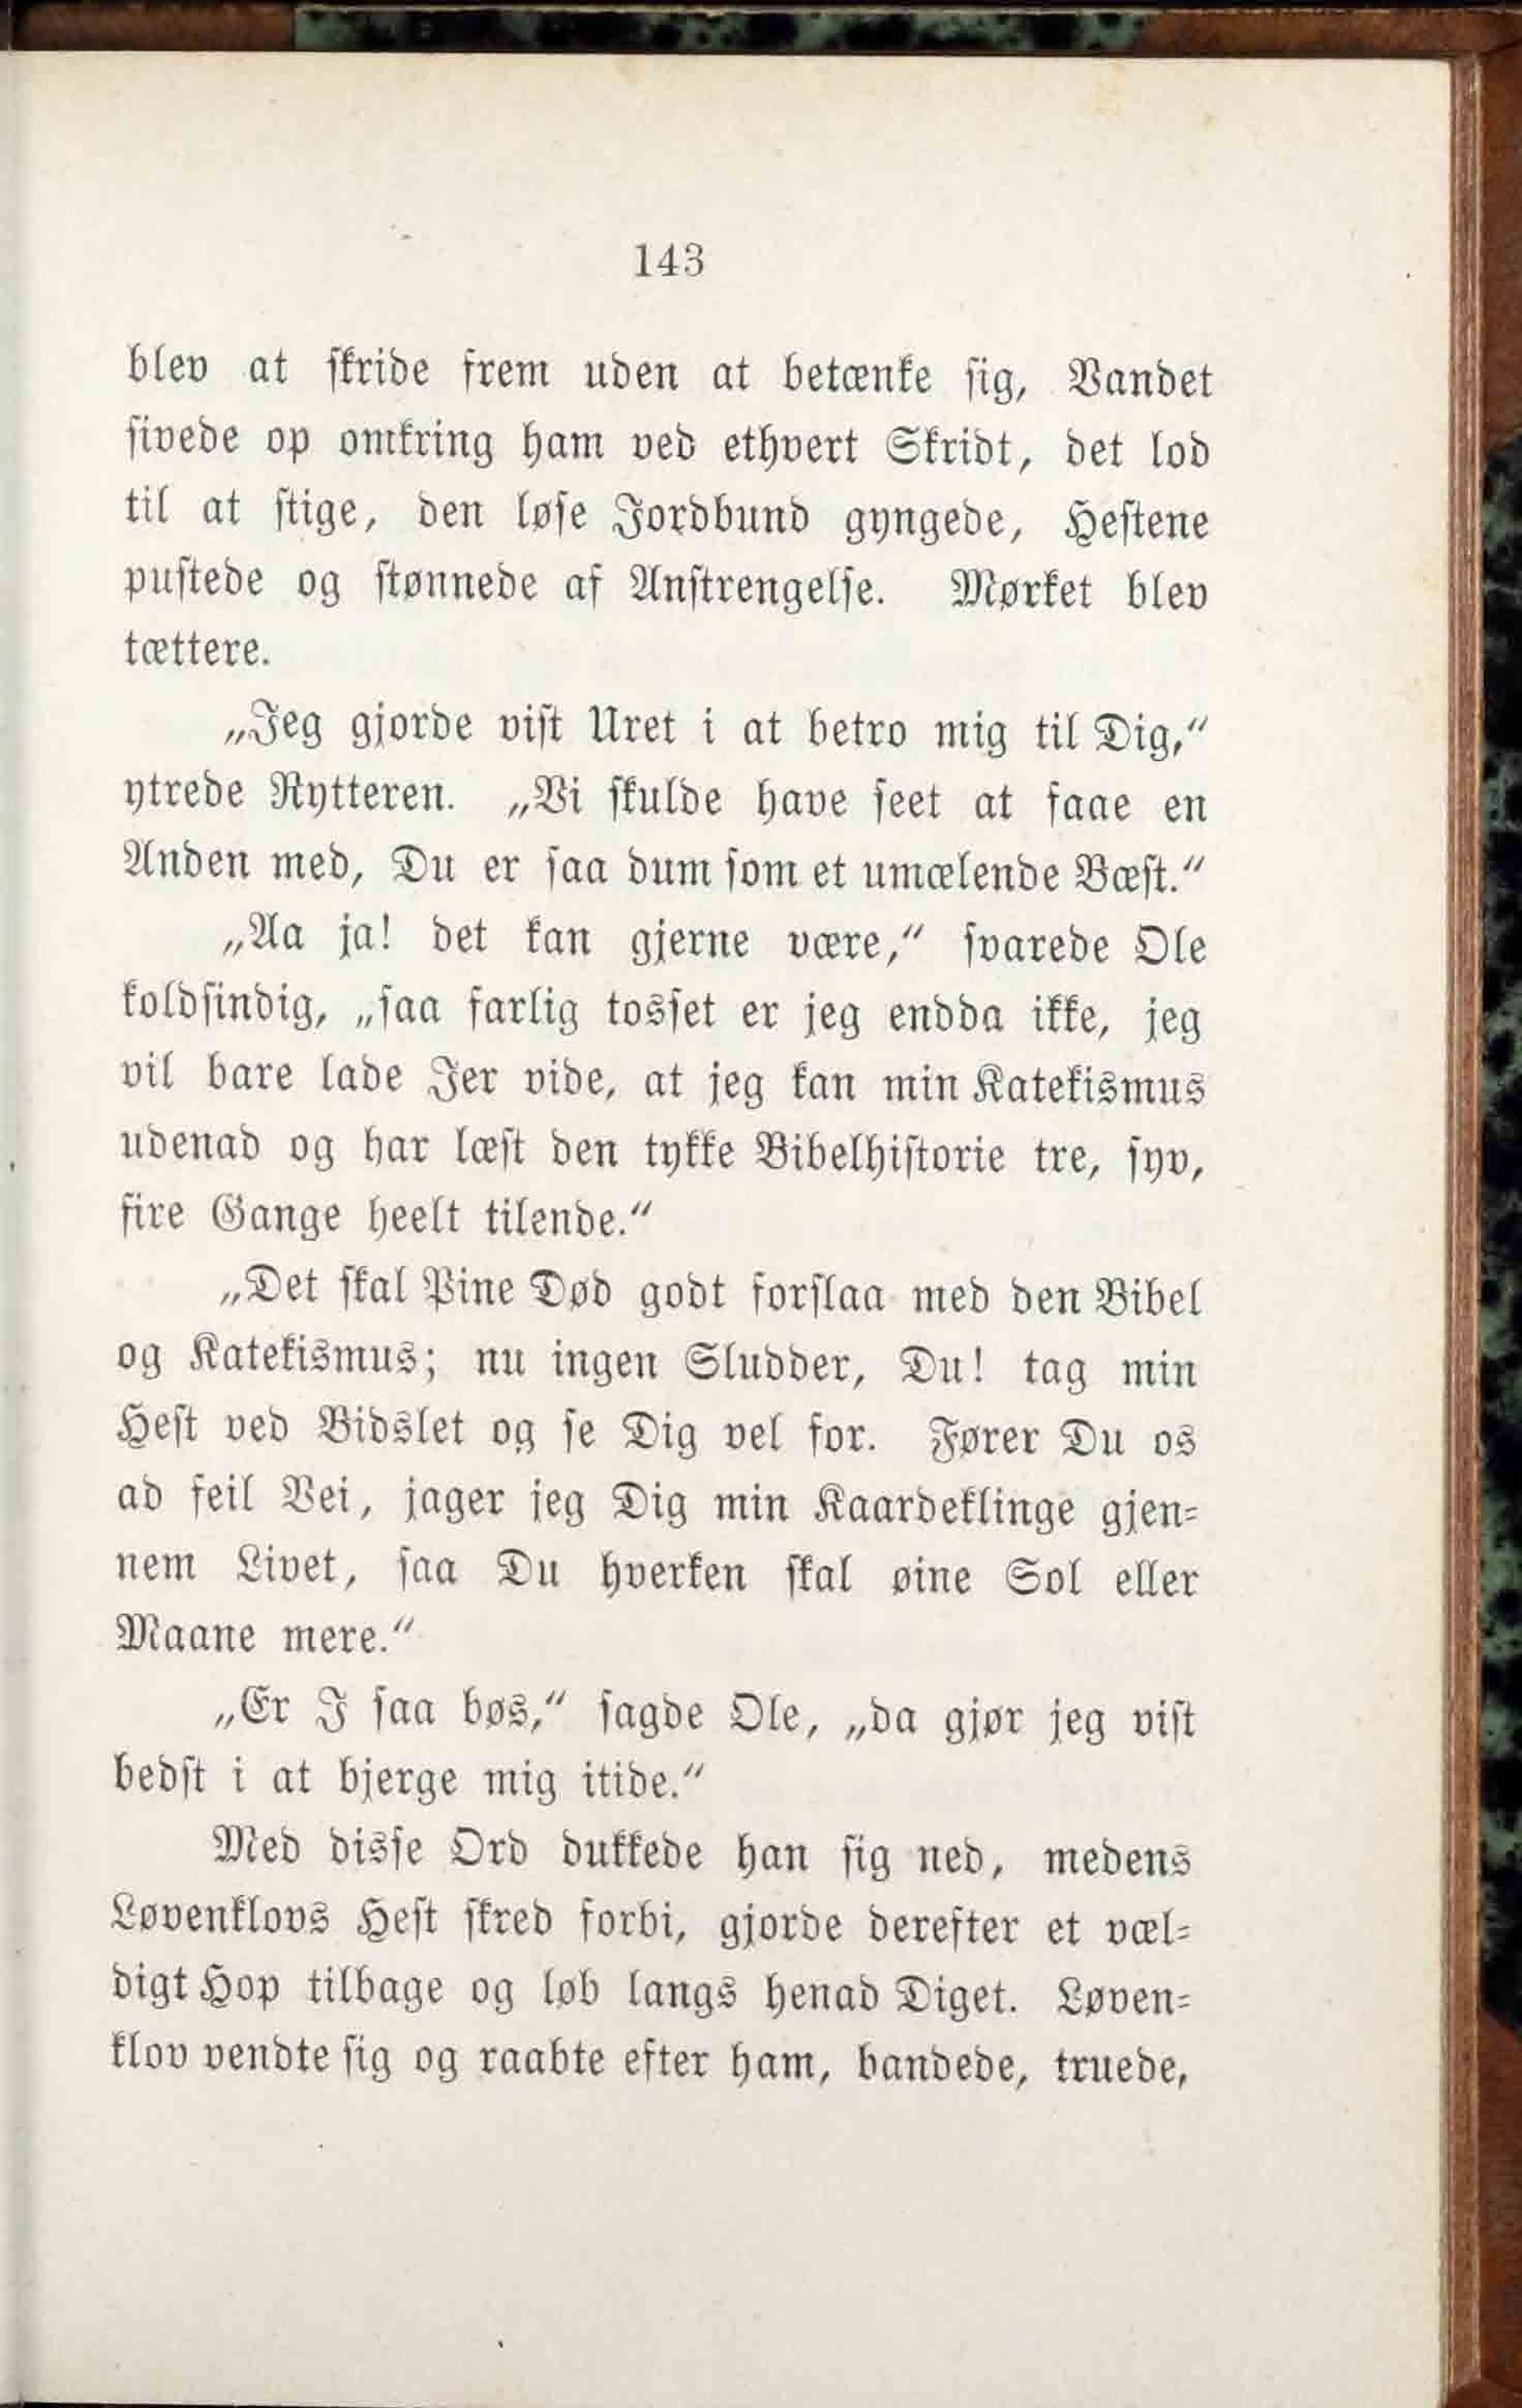 143
blev at skride frem uden at betænke sig, Vandet
sivede op omkring ham ved ethvert Skridt, det lod
til at stige, den løse Jordbund gyngede, Hestene
pustede og stønnede af Anstrengelse. Mørket blev
tættere.
„Jeg gjorde vist Uret i at betro mig til Dig,“
ytrede Rytteren. „Vi skulde have seet at faae en
Anden med, Du er saa dum som et umælende Bæst.“
„Aa ja! det kan gjerne være,“ svarede Ole
koldsindig, „saa farlig tosset er jeg endda ikke, jeg
vil bare lade Jer vide, at jeg kan min Katekismus
udenad og har læst den tykke Bibelhistorie tre, syv,
fire Gange heelt tilende.“
„Det skal Pine Død godt forslaa med den Bibel
og Katekismus; nu ingen Sludder, Du! tag min
Hest ved Bidslet og se Dig vel for. Fører Du os
ad feil Vei, jager jeg Dig min Kaardeklinge gjen-
nem Livet, saa Du hverken skal øine Sol eller
Maane mere.“
„Er I saa bøs,“ sagde Ole, „da gjør jeg vist
bedst i at bjerge mig itide.“
Med disse Ord dukkede han sig ned, medens
Løvenklovs Hest skred forbi, gjorde derefter et væl-
digt Hop tilbage og løb langs henad Diget. Løven-
klov vendte sig og raabte efter ham, bandede, truede,